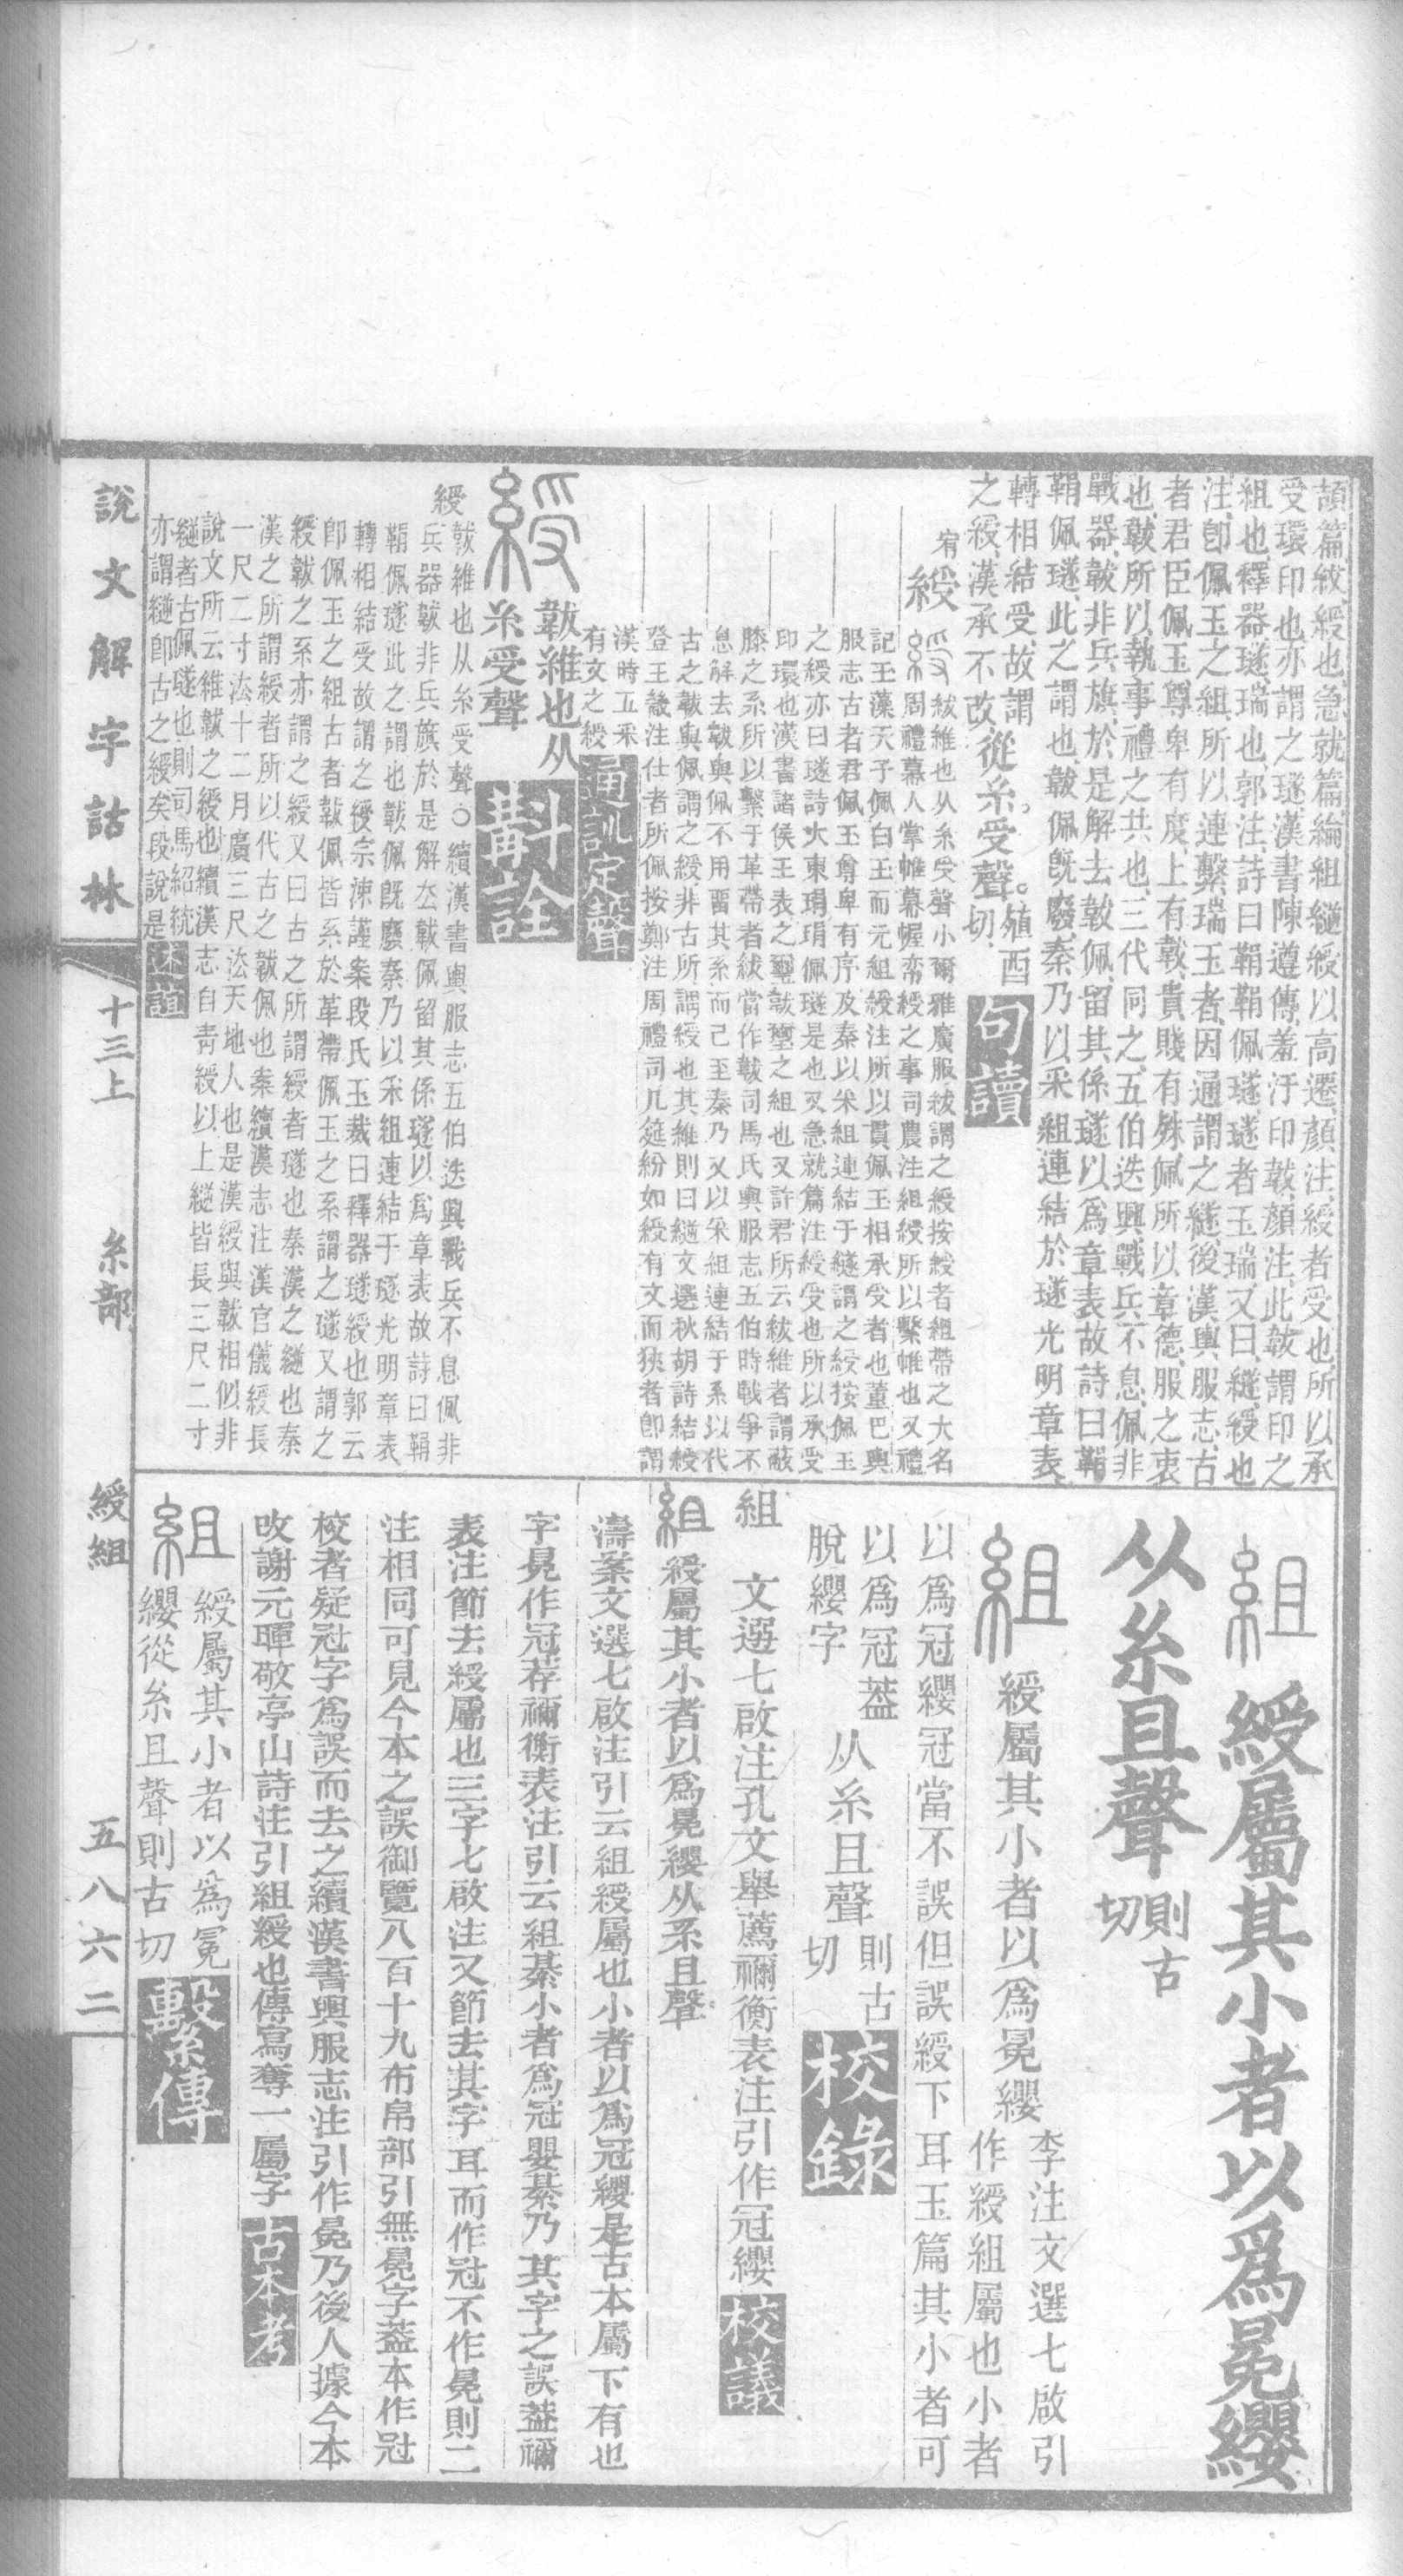 頡篇、紱綬也、急就篇、綸組縌綬以高遷、顏注、綬者受也、所以承
受環印也、亦謂之璲、漢書陳遵傳、羞汙印韍、顏注、此韍謂印之
組也、釋器、璲瑞也、郭注、詩曰鞙鞙佩璲、璲者玉瑞、又曰、縌綬也
注、卽佩玉之組、所以連繫瑞玉者、因通謂之縌、後漢輿服志、古
者君臣佩玉、尊卑有度、上有韍、貴賤有殊、佩所以章德、服之衷
也、韍所以執事、禮之共也、三代同之、五伯迭興、戰兵不息、佩非
戰器、韍非兵旗、於是解去韍佩、留其係璲、以爲章表、故詩曰鞙
鞙佩璲、此之謂也、韍佩旣廢、秦乃以采組連結於璲、光明章表、
轉相結受、故謂
之綬、漢承不改、從糸。受聲。殖酉切、
句讀
綬
紱維也从糸受聲小爾雅廣服紱謂之綬按綬者組帶之大名
周禮幕人掌帷幕幄帟綬之事司農注組綬所以繫帷也又禮
記玉藻天子佩白玉而元組綬注所以貫佩玉相承受者也董巴輿
服志古者君佩玉尊卑有序及秦以采組連結于縌謂之綬按佩玉
之綬亦曰璲詩大東鞙鞙佩璲是也又急就篇注綬受也所以承受
印環也漢書諸侯王表之璽韍璽之組也又許君所云紱維者謂蔽
膝之系所以繫于革帶者紱當作韍司馬氏輿服志五伯時戰爭不
息解去韍與佩不用留其系而已至秦乃又以采組連結于系以代
古之韍與佩謂之綬非古所謂綬也其維則曰縌文選秋胡詩結綬
登王畿注仕者所佩按鄭注周禮司几筵紛如綬有文而狹者卽謂
漢時五采
有文之綬
通訓定聲
綬
韍維也从
糸受聲
斠詮
綬
韍維也从糸受聲○續漢書輿服志五伯迭興戰兵不息佩非
兵器韍非兵旗於是解厺韍佩留其係璲以爲章表故詩曰鞙
鞙佩璲此之謂也韍佩旣廢秦乃以采組連結于璲光明章表
轉相結受故謂之綬宗涑謹案段氏玉裁曰釋器璲綬也郭云
卽佩玉之組古者韍佩皆系於革帶佩玉之系謂之璲又謂之
綬韍之系亦謂之綬又曰古之所謂綬者璲也秦漢之縌也秦
漢之所謂綬者所以代古之韍佩也秦續漢志注漢官儀綬長
一尺二寸法十二月廣三尺法天地人也是漢綬與韍相似非
說文所云維韍之綬也續漢志自靑綬以上縌皆長三尺二寸
縌者古佩璲也則司馬紹統
亦謂縌卽古之綬矣段說是
述誼
組
綬屬其小者以爲冕纓
从糸且聲
則古
切
組
綬屬其小者以爲冕纓
李注文選七啟引
作綬組屬也小者
以爲冠纓冠當不誤但誤綬下耳玉篇其小者可
以爲冠葢
脫纓字
从糸且聲
則古
切
校錄
組
文選七啟注孔文舉薦禰衡表注引作冠纓
校議
組
綬屬其小者以爲冕纓从糸且聲
濤案文選七啟注引云組綬屬也小者以爲冠纓是古本屬下有也
字冕作冠荐禰衡表注引云組綦小者爲冠嬰綦乃其字之誤葢禰
表注節去綬屬也三字七啟注又節去其字耳而作冠不作冕則二
注相同可見今本之誤御覽八百十九布帛部引無冕字葢本作冠
校者疑冠字爲誤而去之續漢書輿服志注引作冕乃後人據今本
改謝元暉敬亭山詩注引組綬也傳寫奪一屬字
古本考
組
綬屬其小者以爲冕
纓從糸且聲則古切
繫傳
說文解字詁林
十三上
糸部
綬組
五八六二